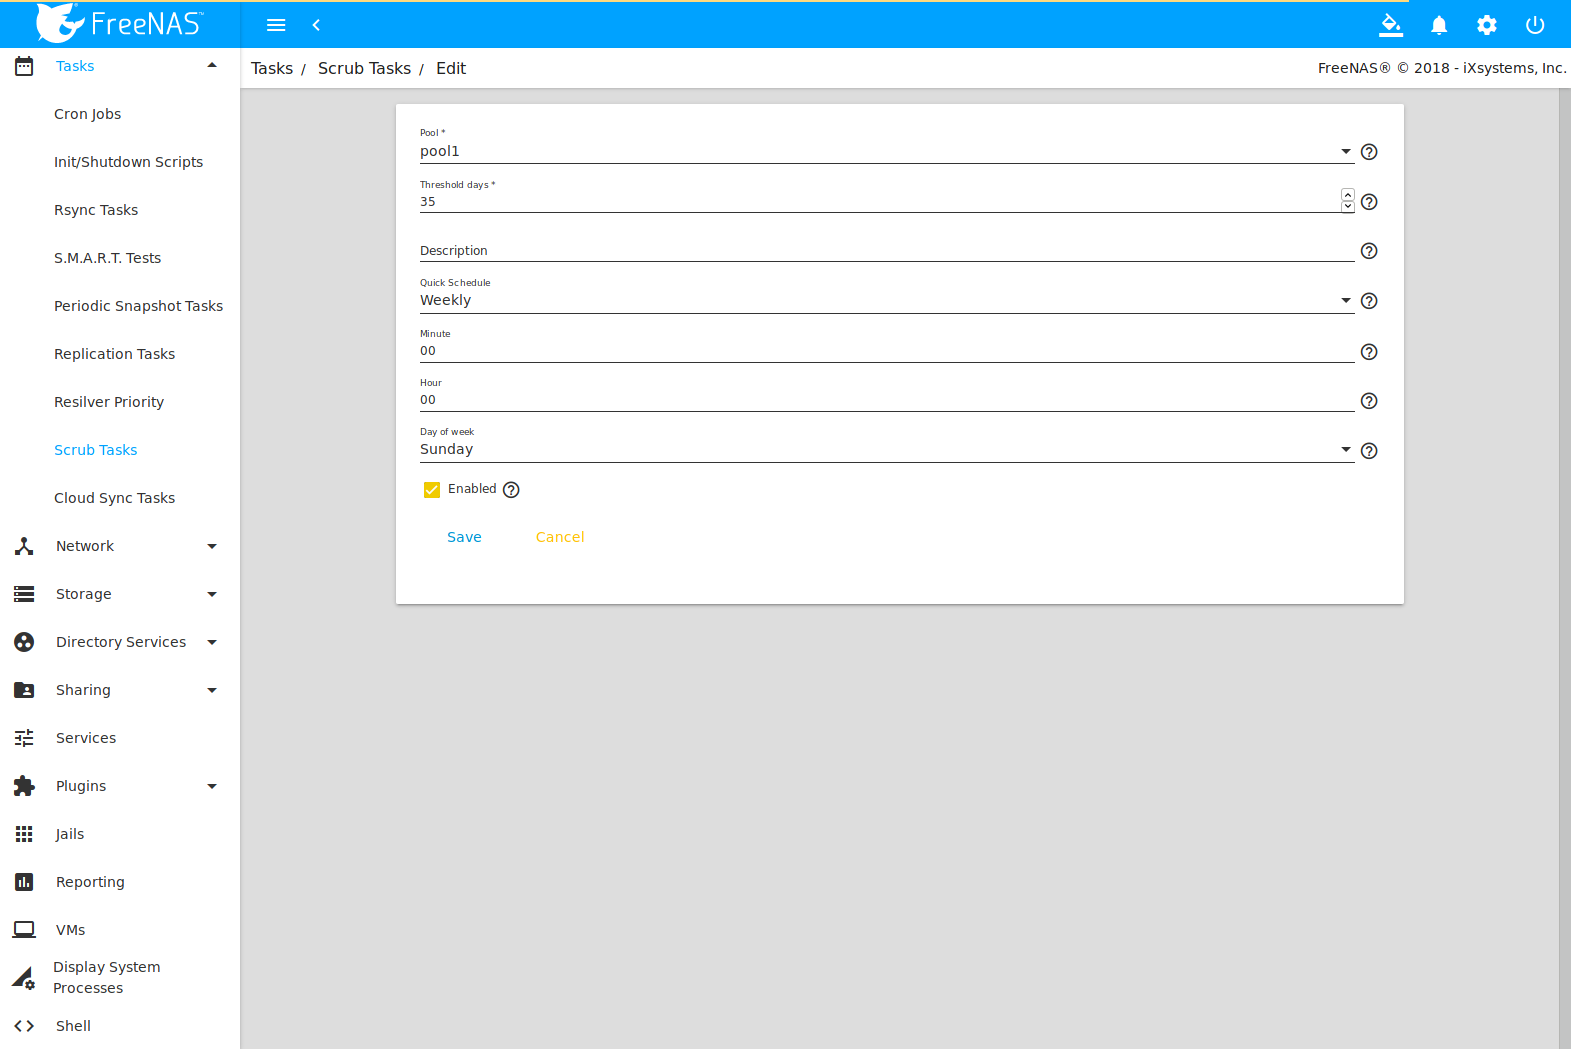 FreeNAS™
Tasks
Cron Jobs
Init/Shutdown Scripts
Rsync Tasks
S.M.A.R.T. Tests
Periodic Snapshot Tasks
Replication Tasks
Resilver Priority
Scrub Tasks
Cloud Sync Tasks
Network
Storage
Directory Services
Sharing
Services
Plugins
Jails
Reporting
VMs
Display System
Processes
Shell
Tasks / Scrub Tasks / Edit
FreeNAS® © 2018 - iXsystems, Inc.
Pool *
pool1
Threshold days *
35
Description
Quick Schedule
Weekly
Minute
00
Hour
00
Day of week
Sunday
Enabled
Save Cancel